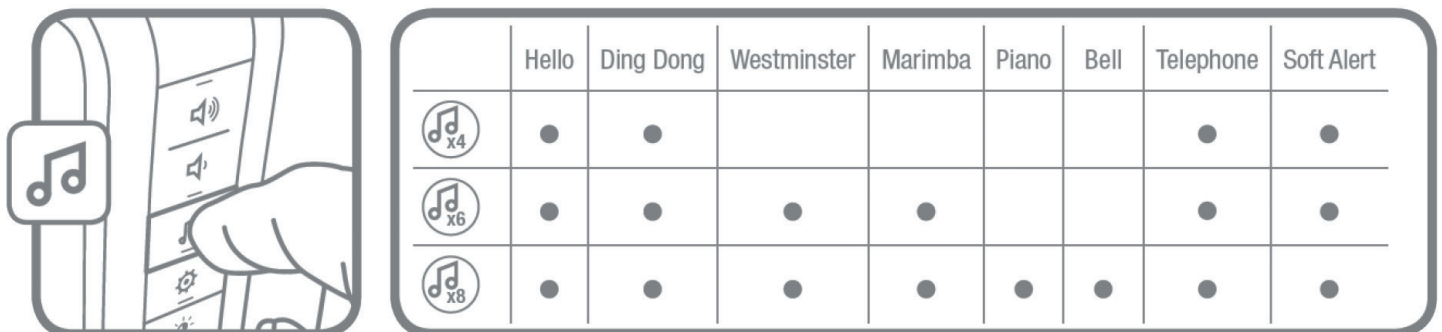 Hello Ding Dong Westminster Marimba Piano Bell Telephone Soft Alert
x4
x6
x8